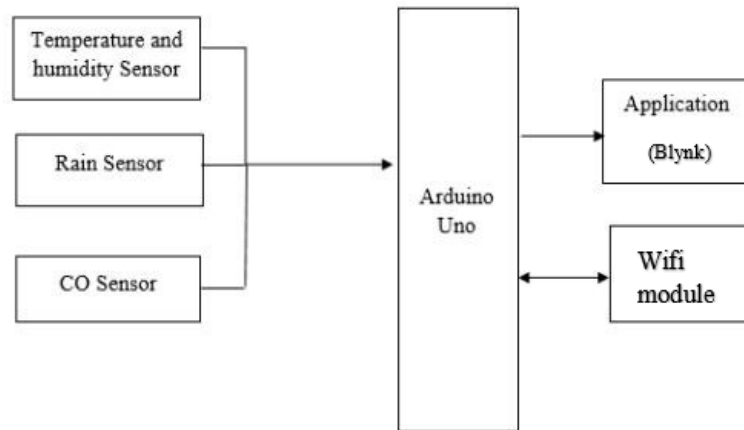 Temperature and
humidity Sensor
Rain Sensor
CO Sensor
Arduino
Uno
Application
(Blynk)
Wifi
module